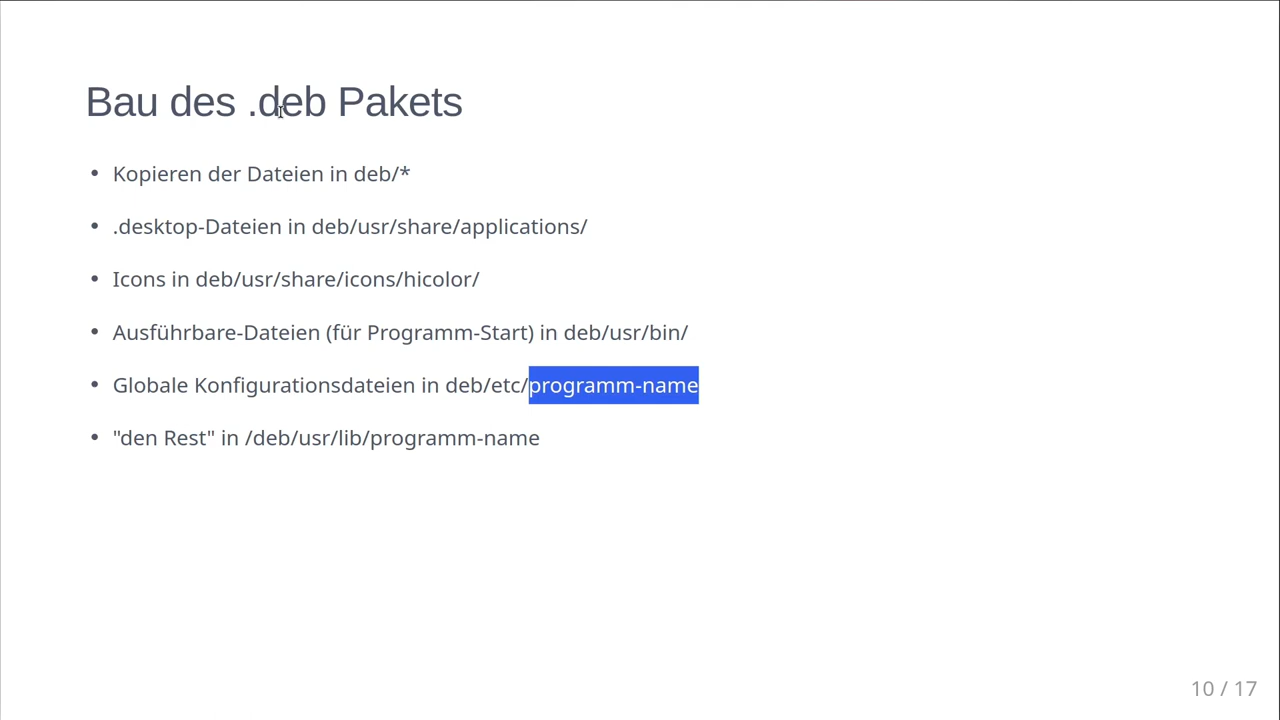 Bau des .deb Pakets
• Kopieren der Dateien in deb/*
• .desktop-Dateien in deb/usr/share/applications/
• Icons in deb/usr/share/icons/hicolor/
• Ausführbare-Dateien (für Programm-Start) in deb/usr/bin/
• Globale Konfigurationsdateien in deb/etc/programm-name
• "den Rest" in /deb/usr/lib/programm-name
10 / 17